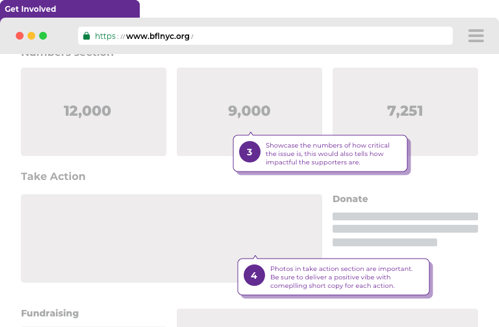 Get Involved
https://www.bflnyc.org/
Numbers section
12,000
9,000
7,251
3
Showcase the numbers of how critical
the issue is, this would also tells how
impactful the supporters are.
Take Action
Donate
4
Photos in take action section are important.
Be sure to deliver a positive vibe with
comeplling short copy for each action.
Fundraising